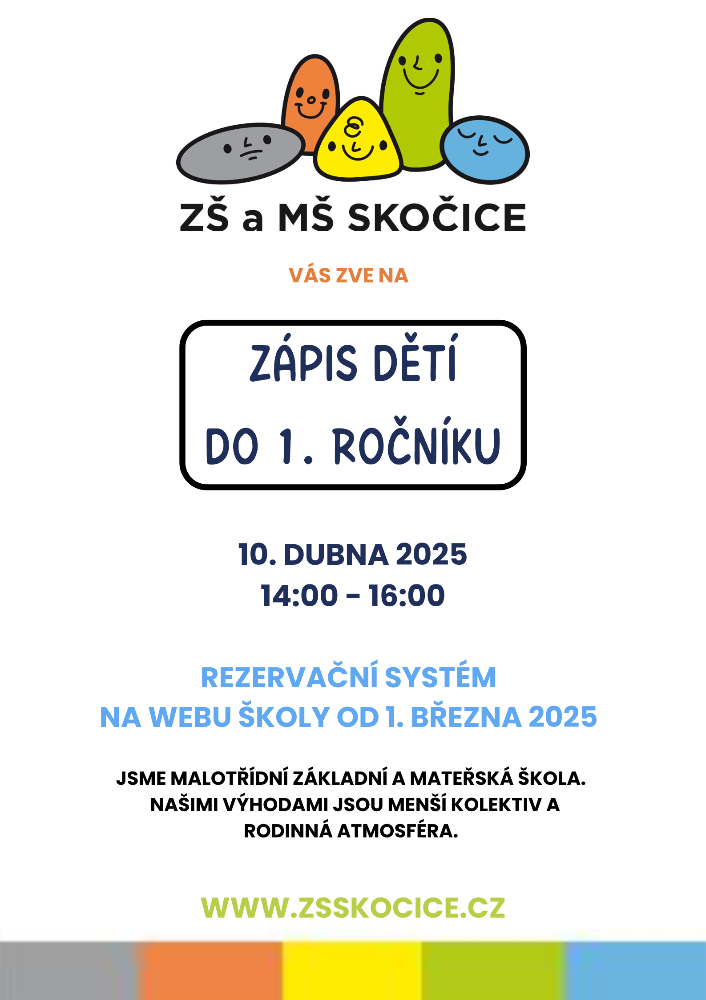 ZŠ a MŠ SKOČICE
VÁS ZVE NA
ZÁPIS DĚTÍ
DO 1. ROČNÍKU
10. DUBNA 2025
14:00 - 16:00
REZERVAČNÍ SYSTÉM
NA WEBU ŠKOLY OD 1. BŘEZNA 2025
JSME MALOTŘÍDNÍ ZÁKLADNÍ A MATEŘSKÁ ŠKOLA.
NAŠIMI VÝHODAMI JSOU MENŠÍ KOLEKTIV A
RODINNÁ ATMOSFÉRA.
WWW.ZSSKOCICE.CZ